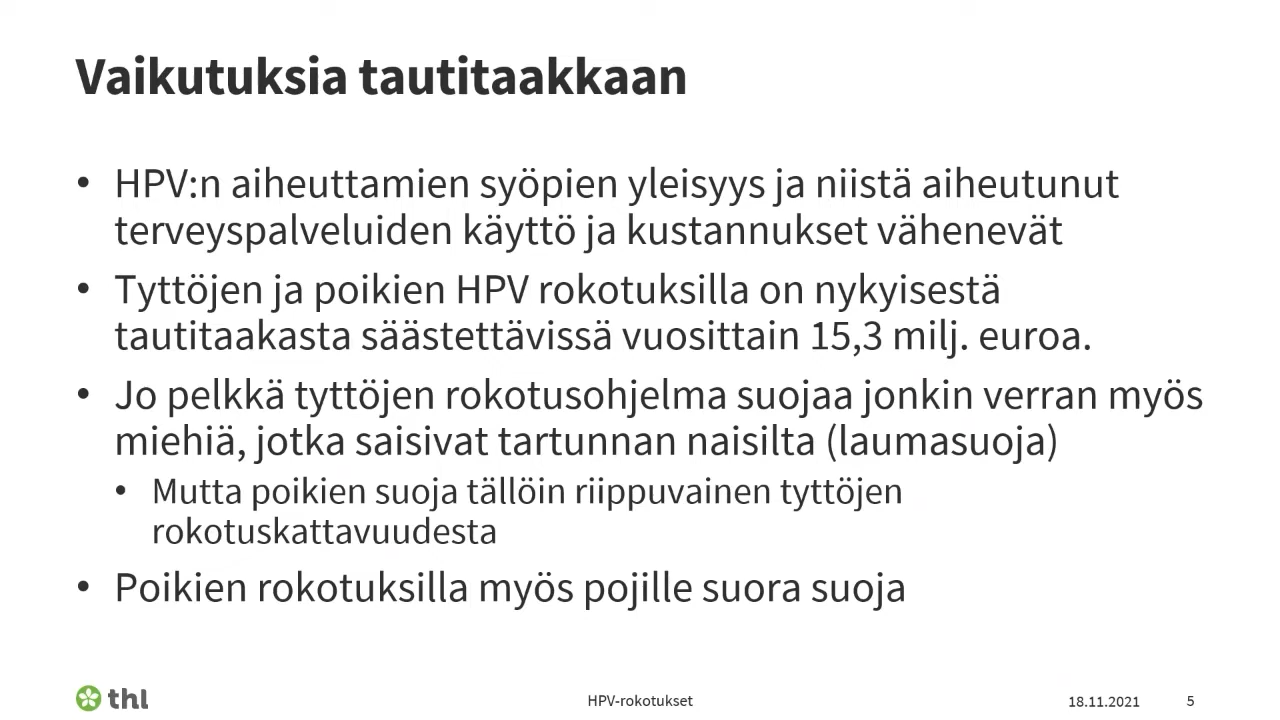 Vaikutuksia tautitaakkaan
• HPV:n aiheuttamien syöpien yleisyys ja niistä aiheutunut
terveyspalveluiden käyttö ja kustannukset vähenevät
• Tyttöjen ja poikien HPV rokotuksilla on nykyisestä
tautitaakasta säästettävissä vuosittain 15,3 milj. euroa.
• Jo pelkkä tyttöjen rokotusohjelma suojaa jonkin verran myös
miehiä, jotka saisivat tartunnan naisilta (laumasuoja)
• Mutta poikien suoja tällöin riippuvainen tyttöjen
rokotuskattavuudesta
• Poikien rokotuksilla myös pojille suora suoja
thl
HPV-rokotukset
18.11.2021
5